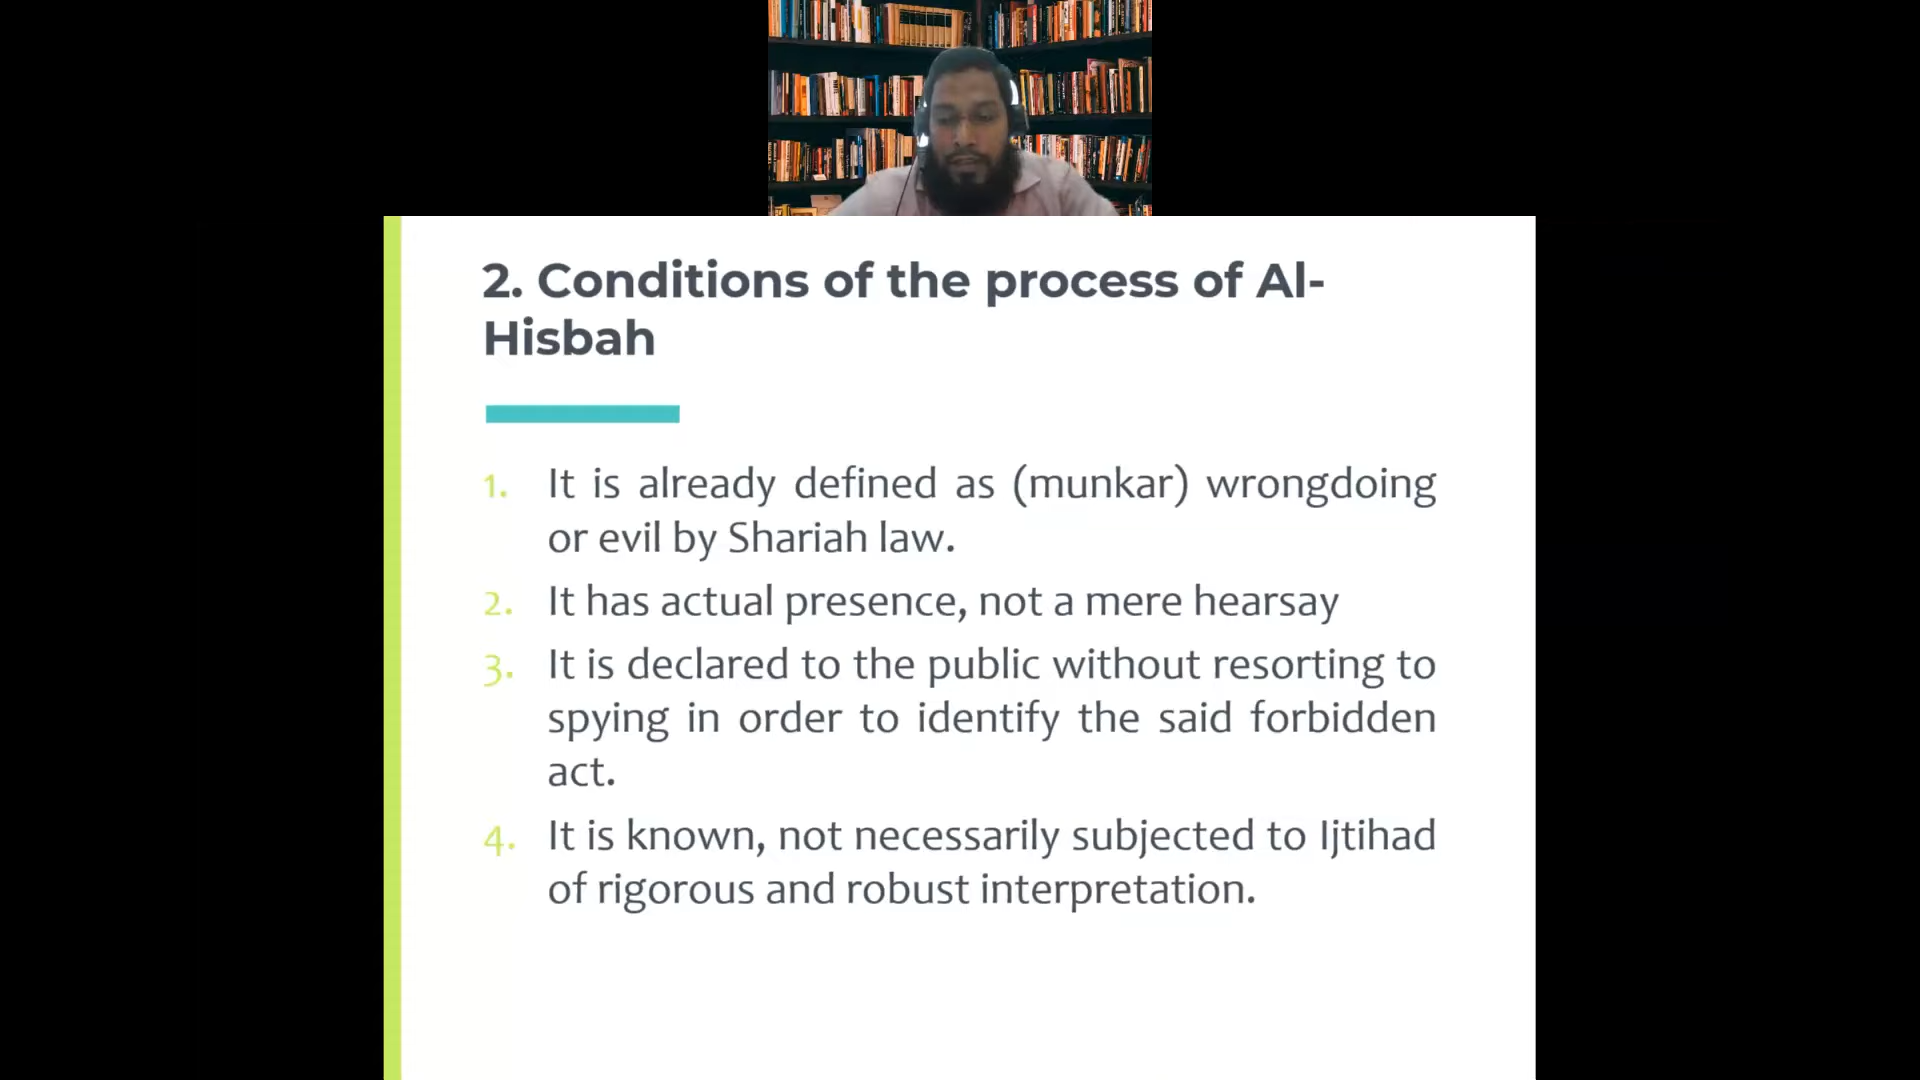 2. Conditions of the process of Al-
Hisbah
1. It is already defined as (munkar) wrongdoing
or evil by Shariah law.
2. It has actual presence, not a mere hearsay
3. It is declared to the public without resorting to
spying in order to identify the said forbidden
act.
4. It is known, not necessarily subjected to Ijtihad
of rigorous and robust interpretation.